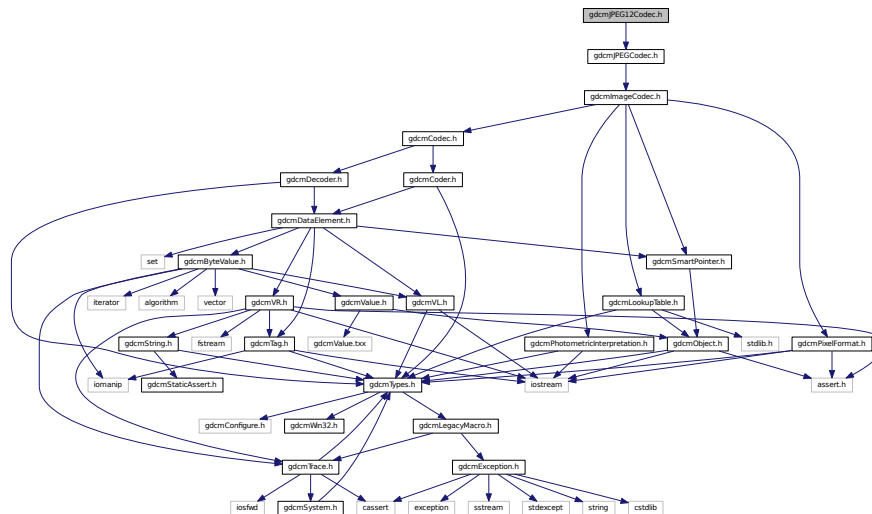 gdcmJPEG12Codec.h
gdcmJPEGCodec.h
gdcmImageCodec.h
gdcmCodec.h
gdcmDecoder.h
gdcmCoder.h
gdcmDataElement.h
set
gdcmByteValue.h
gdcmSmartPointer.h
iterator
algorithm
vector
gdcmVR.h
gdcmValue.h
gdcmVL.h
gdcmLookupTable.h
gdcmString.h
fstream
gdcmTag.h
gdcmValue.txx
gdcmPhotometricInterpretation.h
gdcmObject.h
stdlib.h
gdcmPixelFormat.h
iomanip
gdcmStaticAssert.h
gdcmTypes.h
iostream
assert.h
gdcmConfigure.h
gdcmWin32.h
gdcmLegacyMacro.h
gdcmTrace.h
gdcmException.h
iosfwd
gdcmSystem.h
cassert
exception
sstream
stdexcept
string
cstdlib